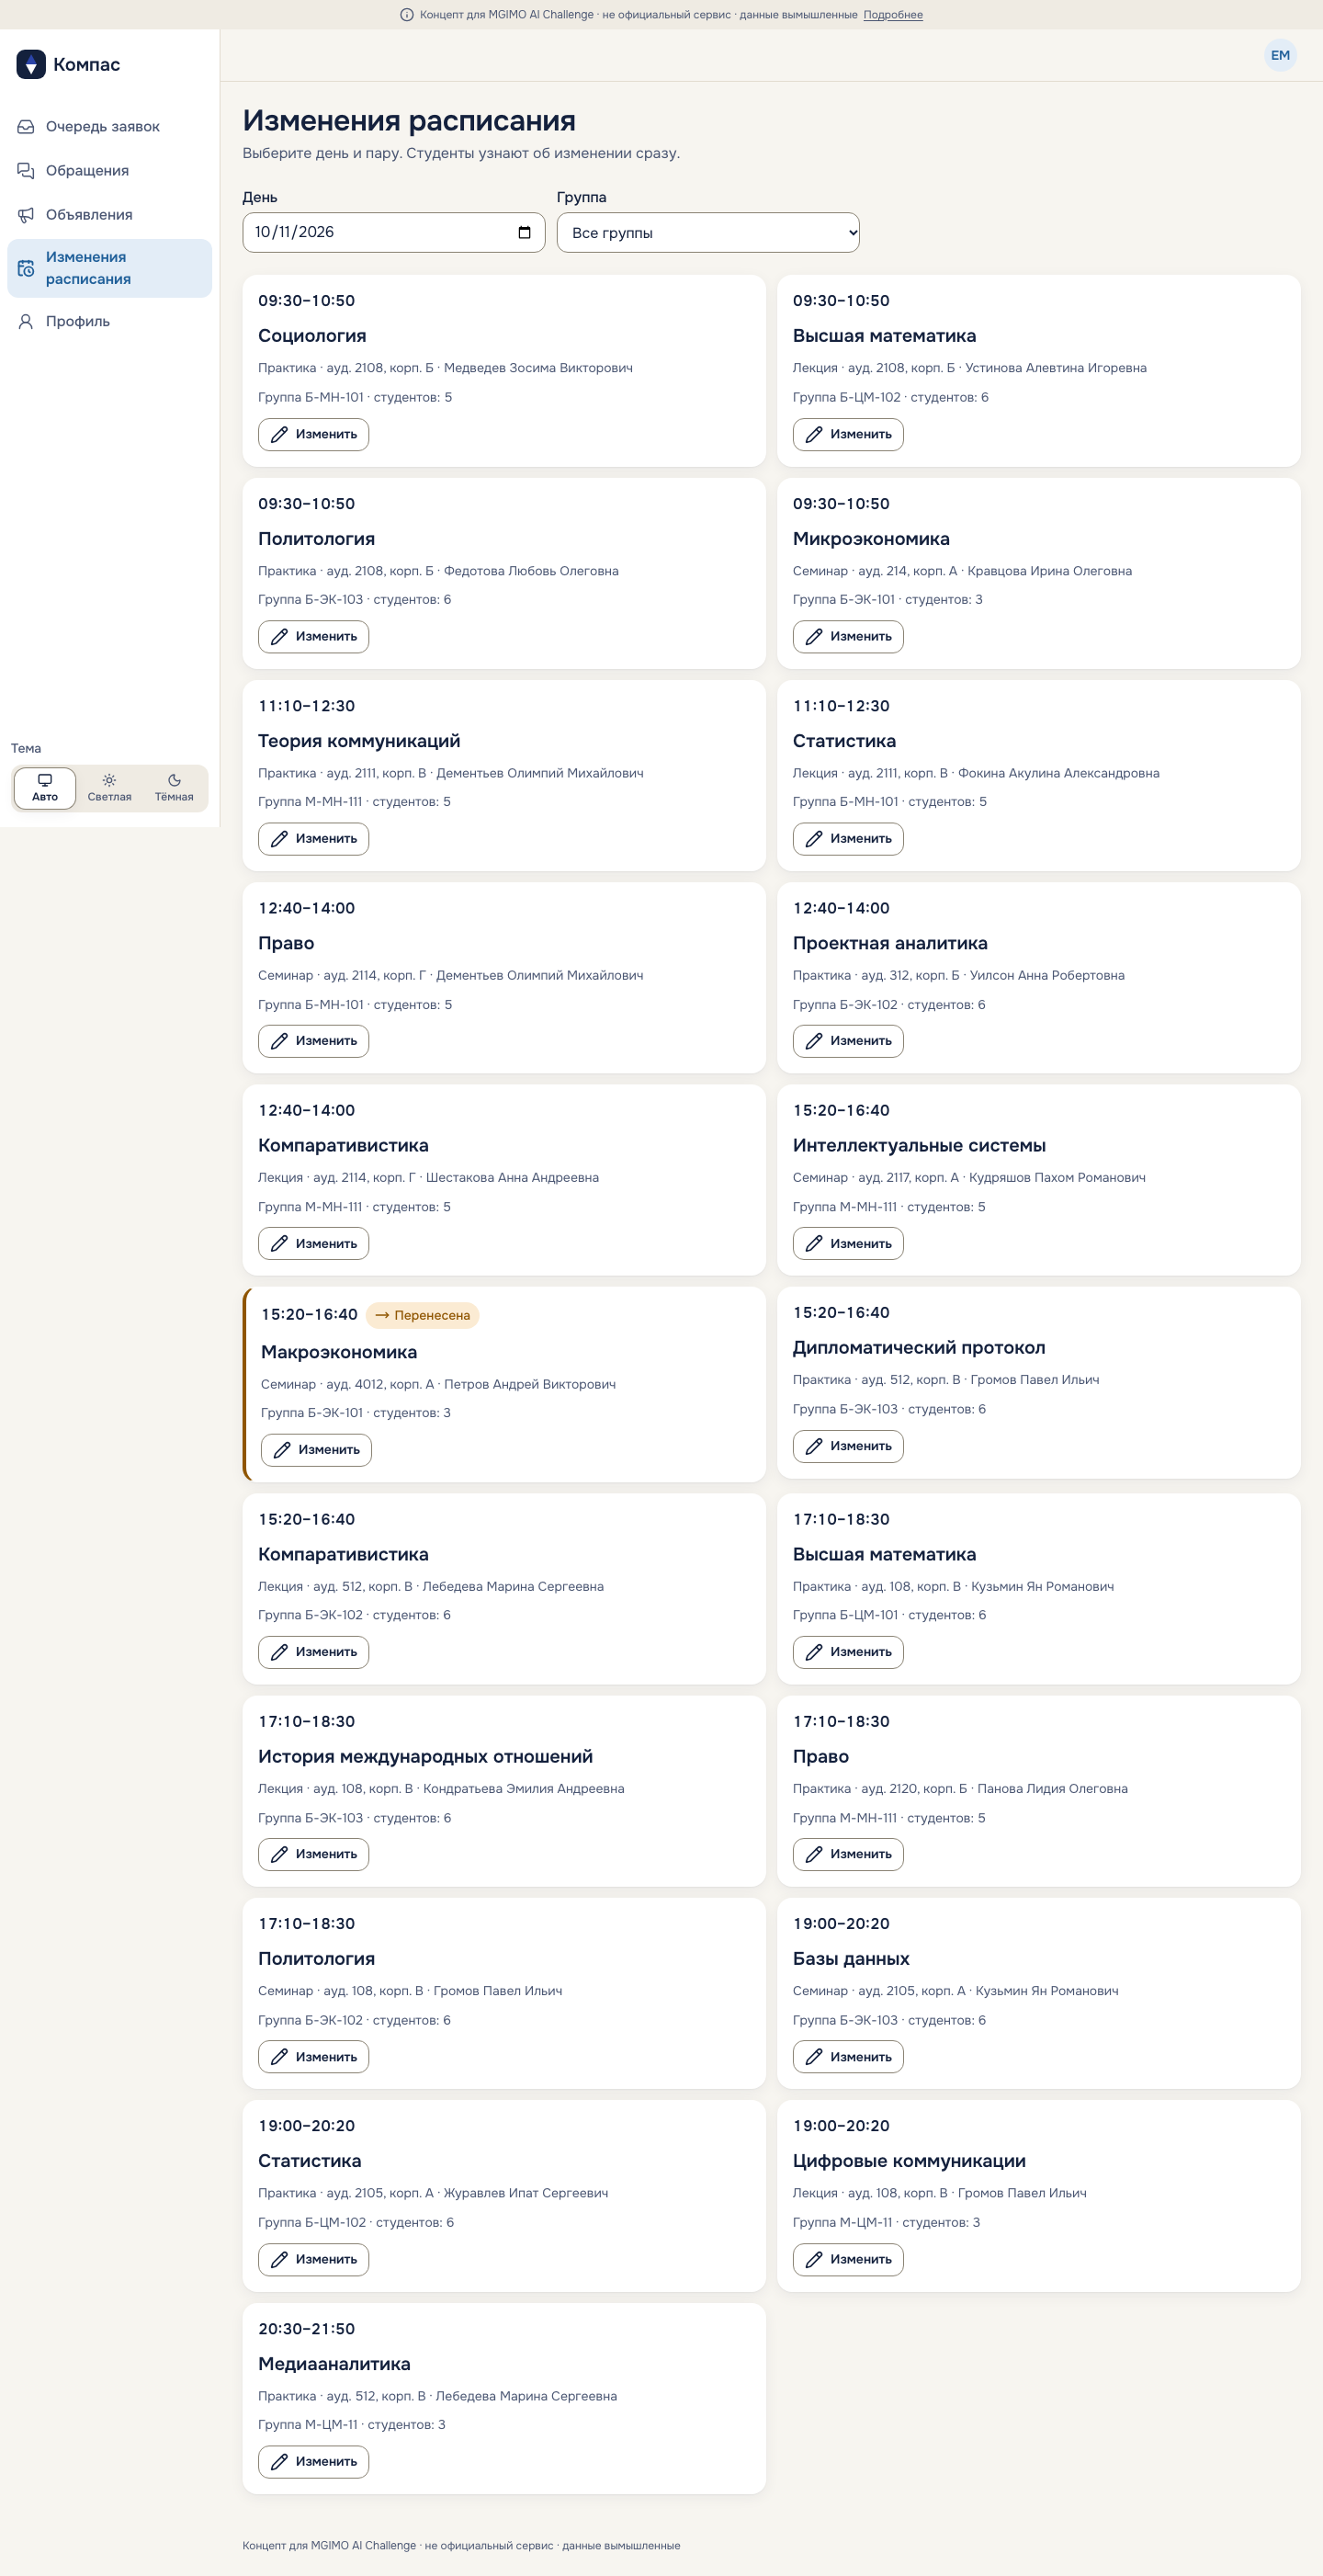 Концепт для MGIMO AI Challenge · не официальный сервис · данные вымышленные Подробнее
Компас
Очередь заявок
Обращения
Объявления
Изменения
расписания
Профиль
Тема
Авто
Светлая
Тёмная
EM
Изменения расписания
Выберите день и пару. Студенты узнают об изменении сразу.
День
Группа
10/11/2026
Все группы
09:30–10:50
Социология
Практика · ауд. 2108, корп. Б · Медведев Зосима Викторович
Группа Б-МН-101 · студентов: 5
Изменить
09:30–10:50
Высшая математика
Лекция · ауд. 2108, корп. Б · Устинова Алевтина Игоревна
Группа Б-ЦМ-102 · студентов: 6
Изменить
09:30–10:50
Политология
Практика · ауд. 2108, корп. Б · Федотова Любовь Олеговна
Группа Б-ЭК-103 · студентов: 6
Изменить
09:30–10:50
Микроэкономика
Семинар · ауд. 214, корп. А · Кравцова Ирина Олеговна
Группа Б-ЭК-101 · студентов: 3
Изменить
11:10–12:30
Теория коммуникаций
Практика · ауд. 2111, корп. В · Дементьев Олимпий Михайлович
Группа М-МН-111 · студентов: 5
Изменить
11:10–12:30
Статистика
Лекция · ауд. 2111, корп. В · Фокина Акулина Александровна
Группа Б-МН-101 · студентов: 5
Изменить
12:40–14:00
Право
Семинар · ауд. 2114, корп. Г · Дементьев Олимпий Михайлович
Группа Б-МН-101 · студентов: 5
Изменить
12:40–14:00
Проектная аналитика
Практика · ауд. 312, корп. Б · Уилсон Анна Робертовна
Группа Б-ЭК-102 · студентов: 6
Изменить
12:40–14:00
Компаративистика
Лекция · ауд. 2114, корп. Г · Шестакова Анна Андреевна
Группа М-МН-111 · студентов: 5
Изменить
15:20–16:40
Интеллектуальные системы
Семинар · ауд. 2117, корп. А · Кудряшов Пахом Романович
Группа М-МН-111 · студентов: 5
Изменить
15:20–16:40 → Перенесена
Макроэкономика
Семинар · ауд. 4012, корп. А · Петров Андрей Викторович
Группа Б-ЭК-101 · студентов: 3
Изменить
15:20–16:40
Дипломатический протокол
Практика · ауд. 512, корп. В · Громов Павел Ильич
Группа Б-ЭК-103 · студентов: 6
Изменить
15:20–16:40
Компаративистика
Лекция · ауд. 512, корп. В · Лебедева Марина Сергеевна
Группа Б-ЭК-102 · студентов: 6
Изменить
17:10–18:30
Высшая математика
Практика · ауд. 108, корп. В · Кузьмин Ян Романович
Группа Б-ЦМ-101 · студентов: 6
Изменить
17:10–18:30
История международных отношений
Лекция · ауд. 108, корп. В · Кондратьева Эмилия Андреевна
Группа Б-ЭК-103 · студентов: 6
Изменить
17:10–18:30
Право
Практика · ауд. 2120, корп. Б · Панова Лидия Олеговна
Группа М-МН-111 · студентов: 5
Изменить
17:10–18:30
Политология
Семинар · ауд. 108, корп. В · Громов Павел Ильич
Группа Б-ЭК-102 · студентов: 6
Изменить
19:00–20:20
Базы данных
Семинар · ауд. 2105, корп. А · Кузьмин Ян Романович
Группа Б-ЭК-103 · студентов: 6
Изменить
19:00–20:20
Статистика
Практика · ауд. 2105, корп. А · Журавлев Ипат Сергеевич
Группа Б-ЦМ-102 · студентов: 6
Изменить
19:00–20:20
Цифровые коммуникации
Лекция · ауд. 108, корп. В · Громов Павел Ильич
Группа М-ЦМ-11 · студентов: 3
Изменить
20:30–21:50
Медиааналитика
Практика · ауд. 512, корп. В · Лебедева Марина Сергеевна
Группа М-ЦМ-11 · студентов: 3
Изменить
Концепт для MGIMO AI Challenge · не официальный сервис · данные вымышленные